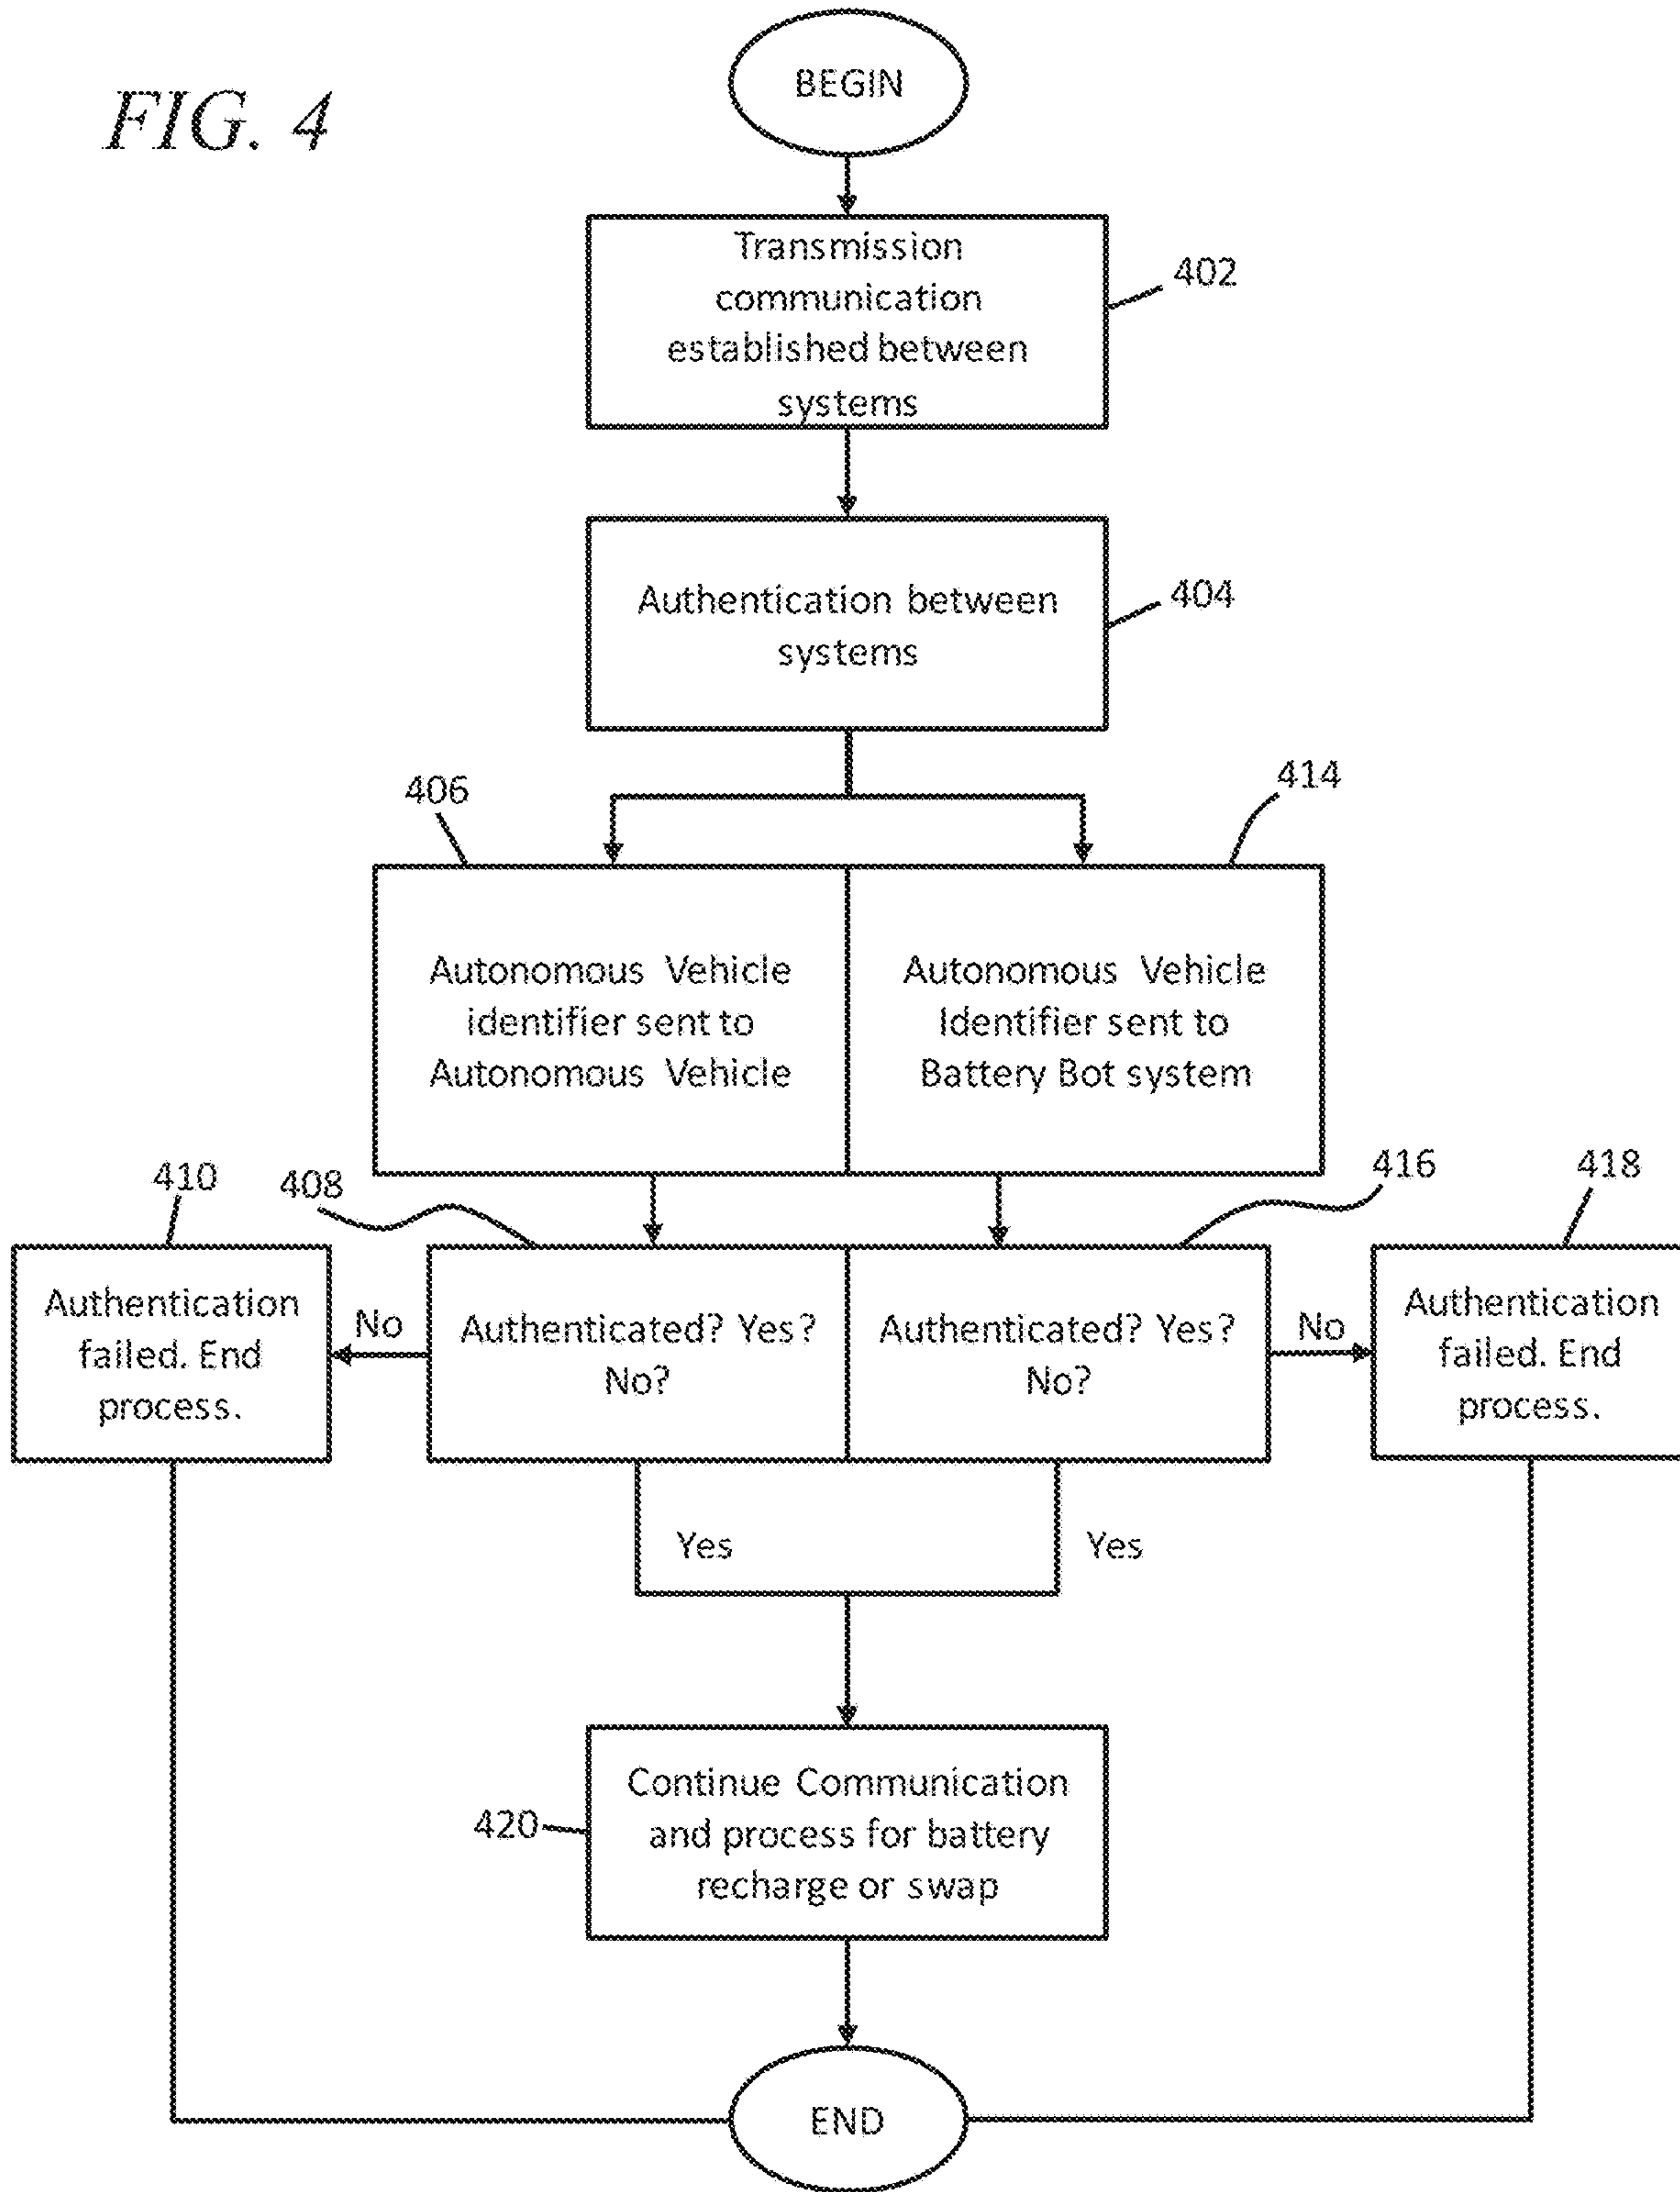 FIG. 4
BEGIN
Transmission
communication
established between
systems
402
Authentication between
systems
404
406
414
Autonomous Vehicle
identifier sent to
Autonomous Vehicle
Autonomous Vehicle
Identifier sent to
Battery Bot system
410
408
416
418
Authentication
failed. End
process.
No
Authenticated? Yes?
No?
Authenticated? Yes?
No?
No
Authentication
failed. End
process.
Yes
Yes
420
Continue Communication
and process for battery
recharge or swap
END